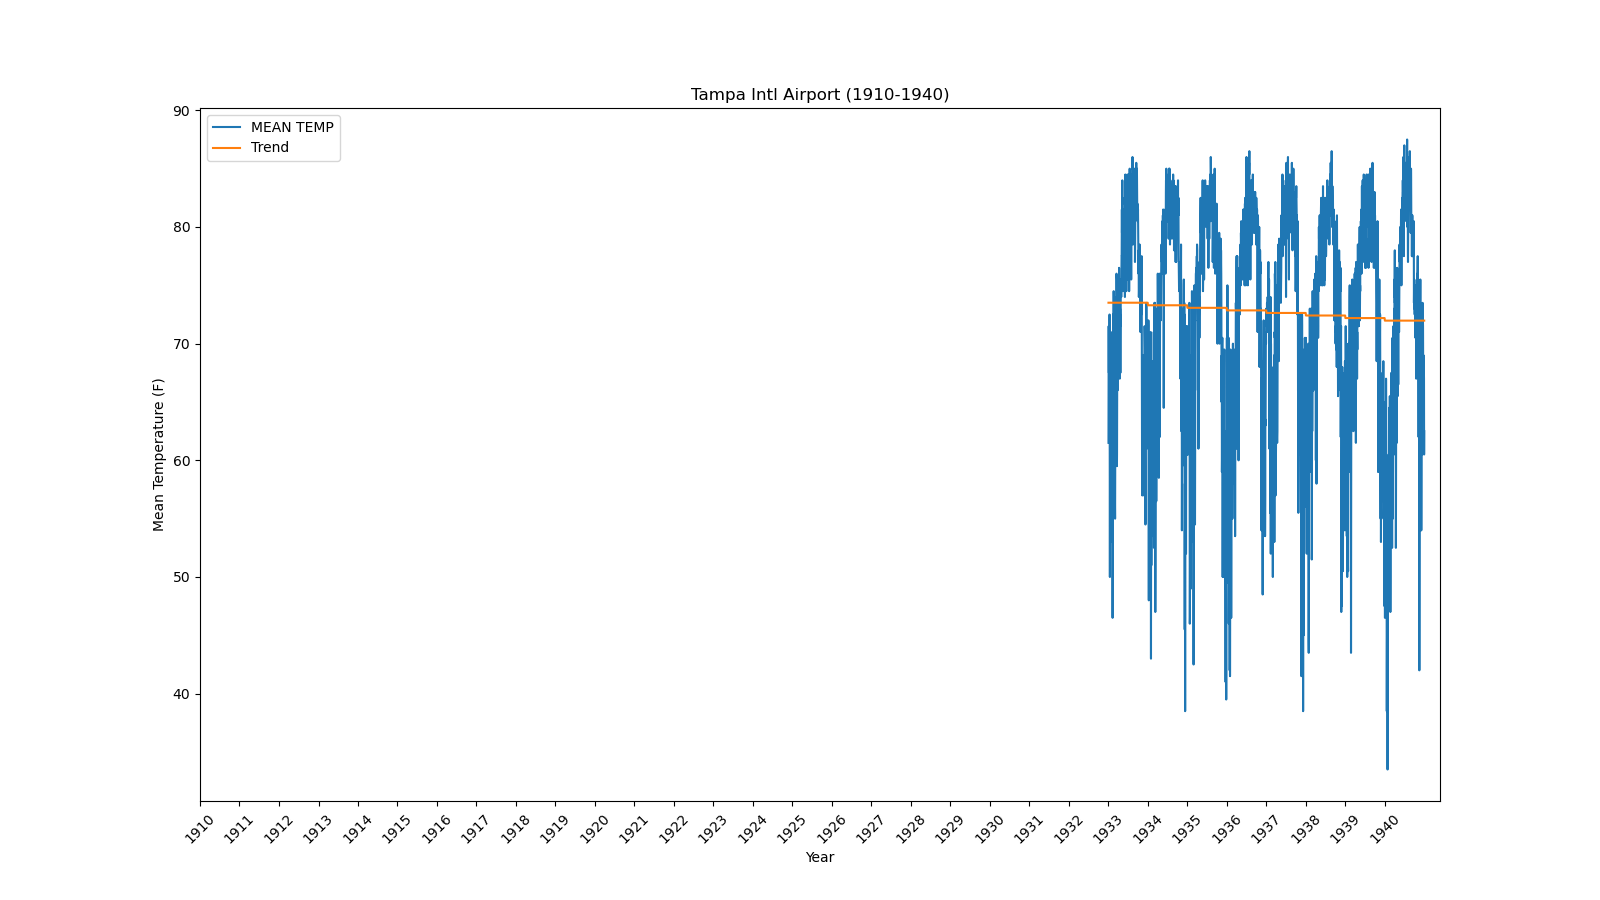 Tampa Intl Airport (1910-1940)
MEAN TEMP
Trend
90
80
70
60
50
40
Mean Temperature (F)
1910 1911 1912 1913 1914 1915 1916 1917 1918 1919 1920 1921 1922 1923 1924 1925 1926 1927 1928 1929 1930 1931 1932 1933 1934 1935 1936 1937 1938 1939 1940
Year